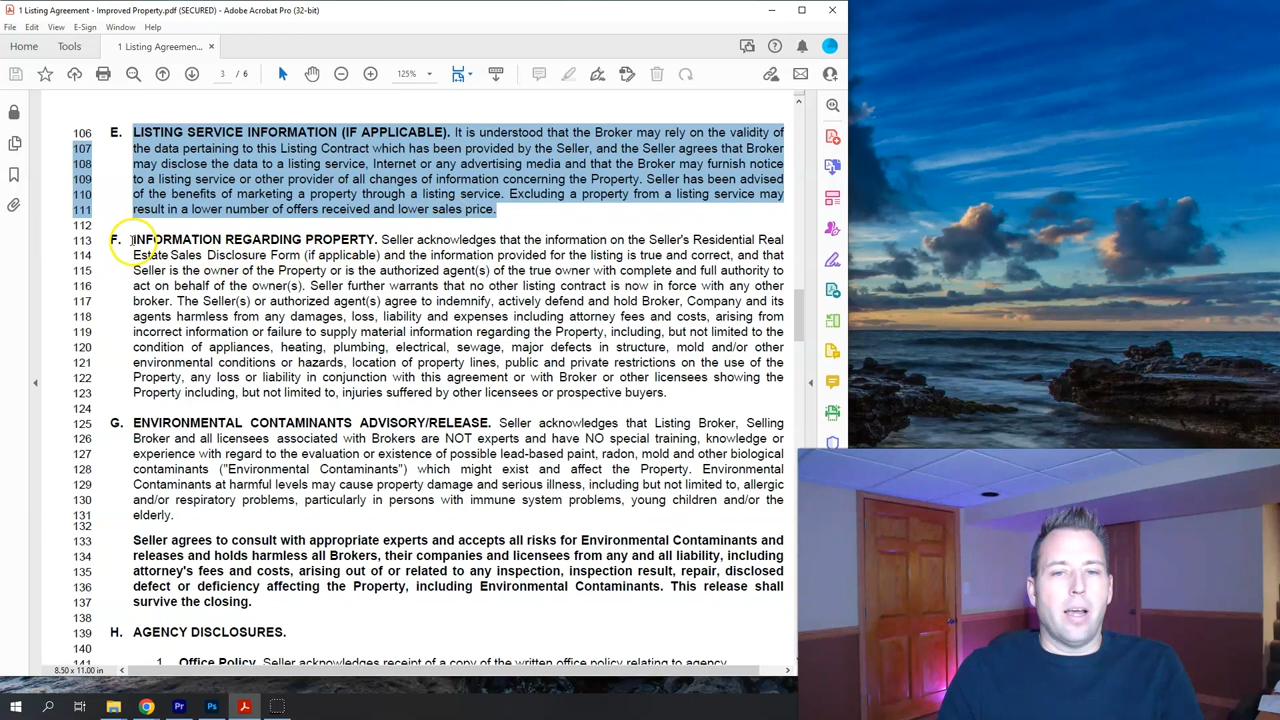 1 Listing Agreement - Improved Property.pdf (SECURED) - Adobe Acrobat Pro (32-bit)
File Edit View E-Sign Window Help
Home Tools 1 Listing Agreemen... ×
3 / 6 125%
106 E. LISTING SERVICE INFORMATION (IF APPLICABLE). It is understood that the Broker may rely on the validity of
107 the data pertaining to this Listing Contract which has been provided by the Seller, and the Seller agrees that Broker
108 may disclose the data to a listing service, Internet or any advertising media and that the Broker may furnish notice
109 to a listing service or other provider of all changes of information concerning the Property. Seller has been advised
110 of the benefits of marketing a property through a listing service. Excluding a property from a listing service may
111 result in a lower number of offers received and lower sales price.
112
113 F. INFORMATION REGARDING PROPERTY. Seller acknowledges that the information on the Seller's Residential Real
114 Estate Sales Disclosure Form (if applicable) and the information provided for the listing is true and correct, and that
115 Seller is the owner of the Property or is the authorized agent(s) of the true owner with complete and full authority to
116 act on behalf of the owner(s). Seller further warrants that no other listing contract is now in force with any other
117 broker. The Seller(s) or authorized agent(s) agree to indemnify, actively defend and hold Broker, Company and its
118 agents harmless from any damages, loss, liability and expenses including attorney fees and costs, arising from
119 incorrect information or failure to supply material information regarding the Property, including, but not limited to the
120 condition of appliances, heating, plumbing, electrical, sewage, major defects in structure, mold and/or other
121 environmental conditions or hazards, location of property lines, public and private restrictions on the use of the
122 Property, any loss or liability in conjunction with this agreement or with Broker or other licensees showing the
123 Property including, but not limited to, injuries suffered by other licensees or prospective buyers.
124
125 G. ENVIRONMENTAL CONTAMINANTS ADVISORY/RELEASE. Seller acknowledges that Listing Broker, Selling
126 Broker and all licensees associated with Brokers are NOT experts and have NO special training, knowledge or
127 experience with regard to the evaluation or existence of possible lead-based paint, radon, mold and other biological
128 contaminants ("Environmental Contaminants") which might exist and affect the Property. Environmental
129 Contaminants at harmful levels may cause property damage and serious illness, including but not limited to, allergic
130 and/or respiratory problems, particularly in persons with immune system problems, young children and/or the
131 elderly.
132
133 Seller agrees to consult with appropriate experts and accepts all risks for Environmental Contaminants and
134 releases and holds harmless all Brokers, their companies and licensees from any and all liability, including
135 attorney's fees and costs, arising out of or related to any inspection, inspection result, repair, disclosed
136 defect or deficiency affecting the Property, including Environmental Contaminants. This release shall
137 survive the closing.
138
139 H. AGENCY DISCLOSURES.
140
141 1. Office Policy. Seller acknowledges receipt of a copy of the written office policy relating to agency
8.50 x 11.00 in